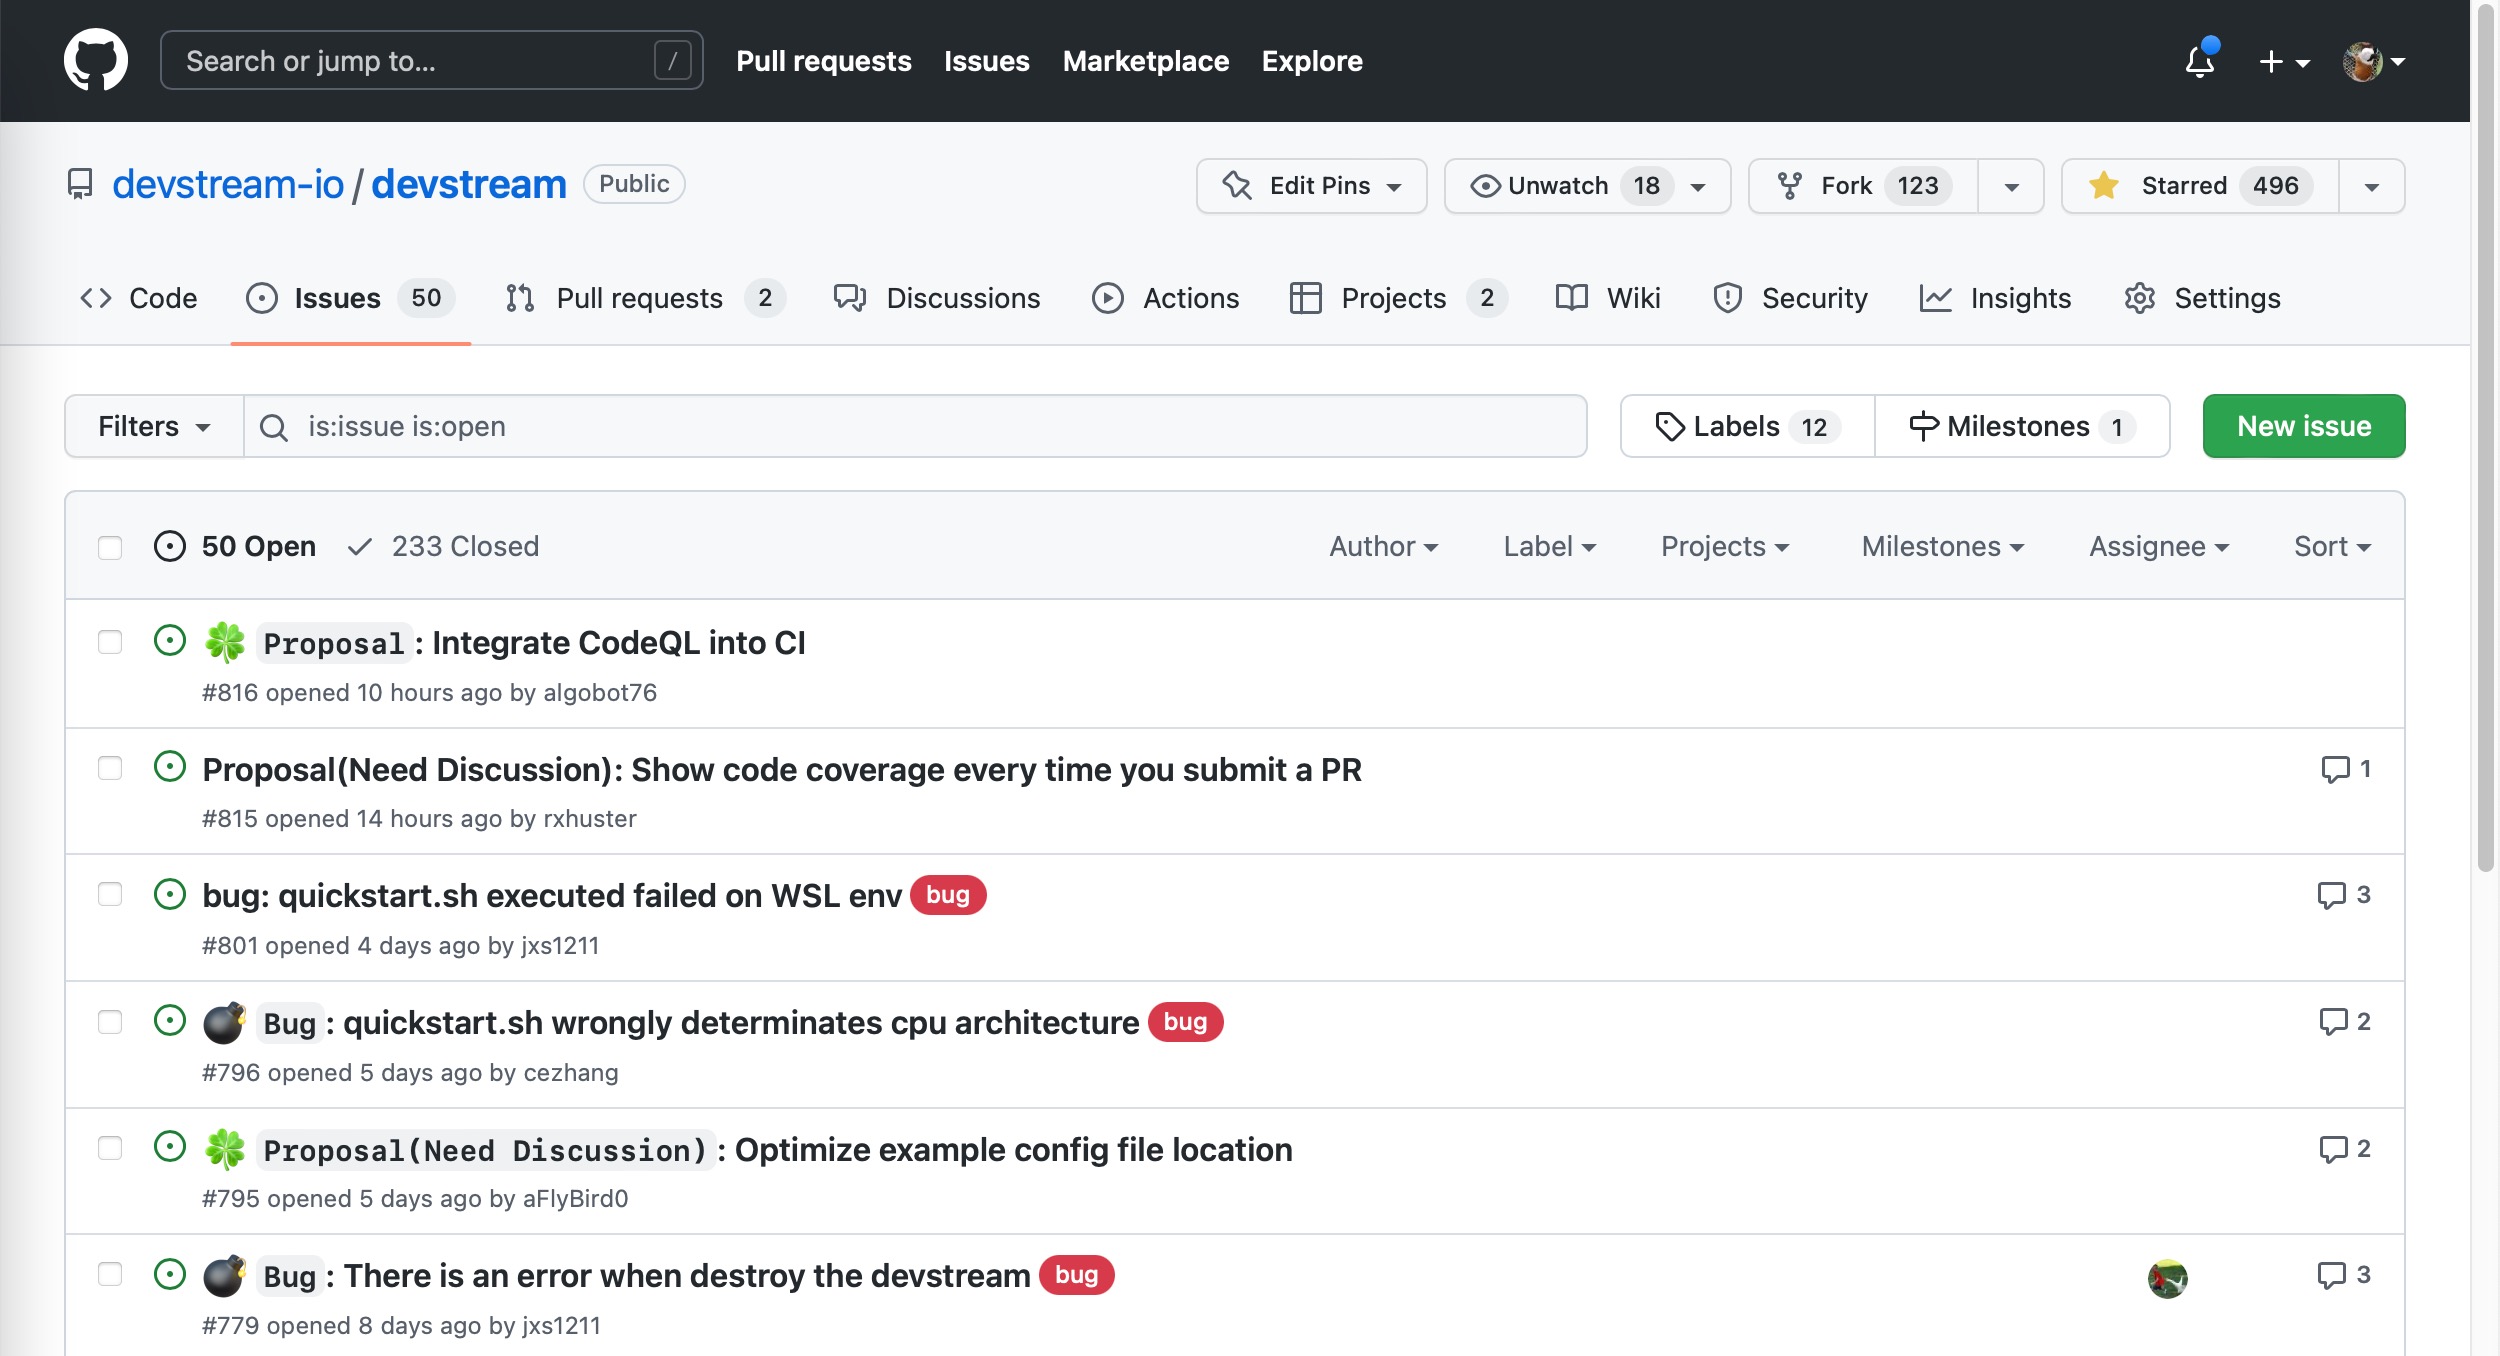 Search or jump to... / Pull requests Issues Marketplace Explore
devstream-io / devstream Public Edit Pins Unwatch 18 Fork 123 Starred 496
Code Issues 50 Pull requests 2 Discussions Actions Projects 2 Wiki Security Insights Settings
Filters is:issue is:open Labels 12 Milestones 1 New issue
50 Open 233 Closed Author Label Projects Milestones Assignee Sort
Proposal : Integrate CodeQL into CI
#816 opened 10 hours ago by algobot76
Proposal(Need Discussion): Show code coverage every time you submit a PR 1
#815 opened 14 hours ago by rxhuster
bug: quickstart.sh executed failed on WSL env bug 3
#801 opened 4 days ago by jxs1211
Bug : quickstart.sh wrongly determinates cpu architecture bug 2
#796 opened 5 days ago by cezhang
Proposal(Need Discussion) : Optimize example config file location 2
#795 opened 5 days ago by aFlyBird0
Bug : There is an error when destroy the devstream bug 3
#779 opened 8 days ago by jxs1211